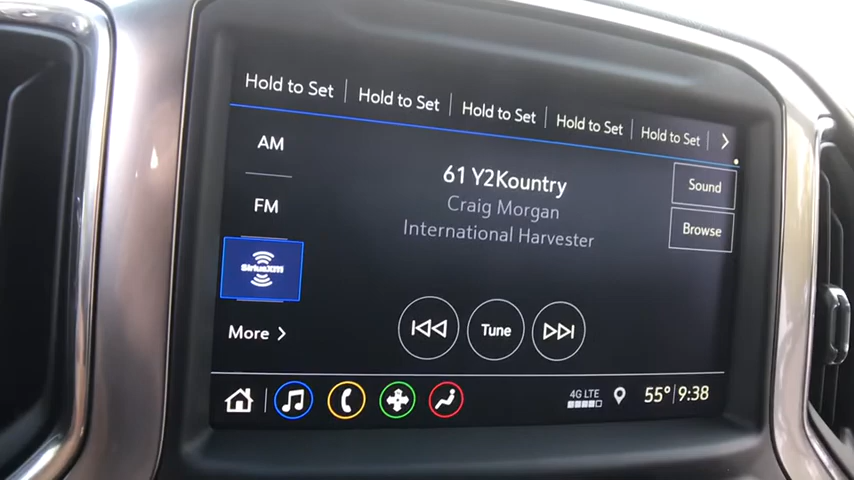 Hold to Set | Hold to Set | Hold to Set | Hold to Set | Hold to Set | >
AM
61 Y2Kountry
Sound
Craig Morgan
FM
International Harvester
Browse
SiriusXM
More >
Tune
4G LTE
55° | 9:38